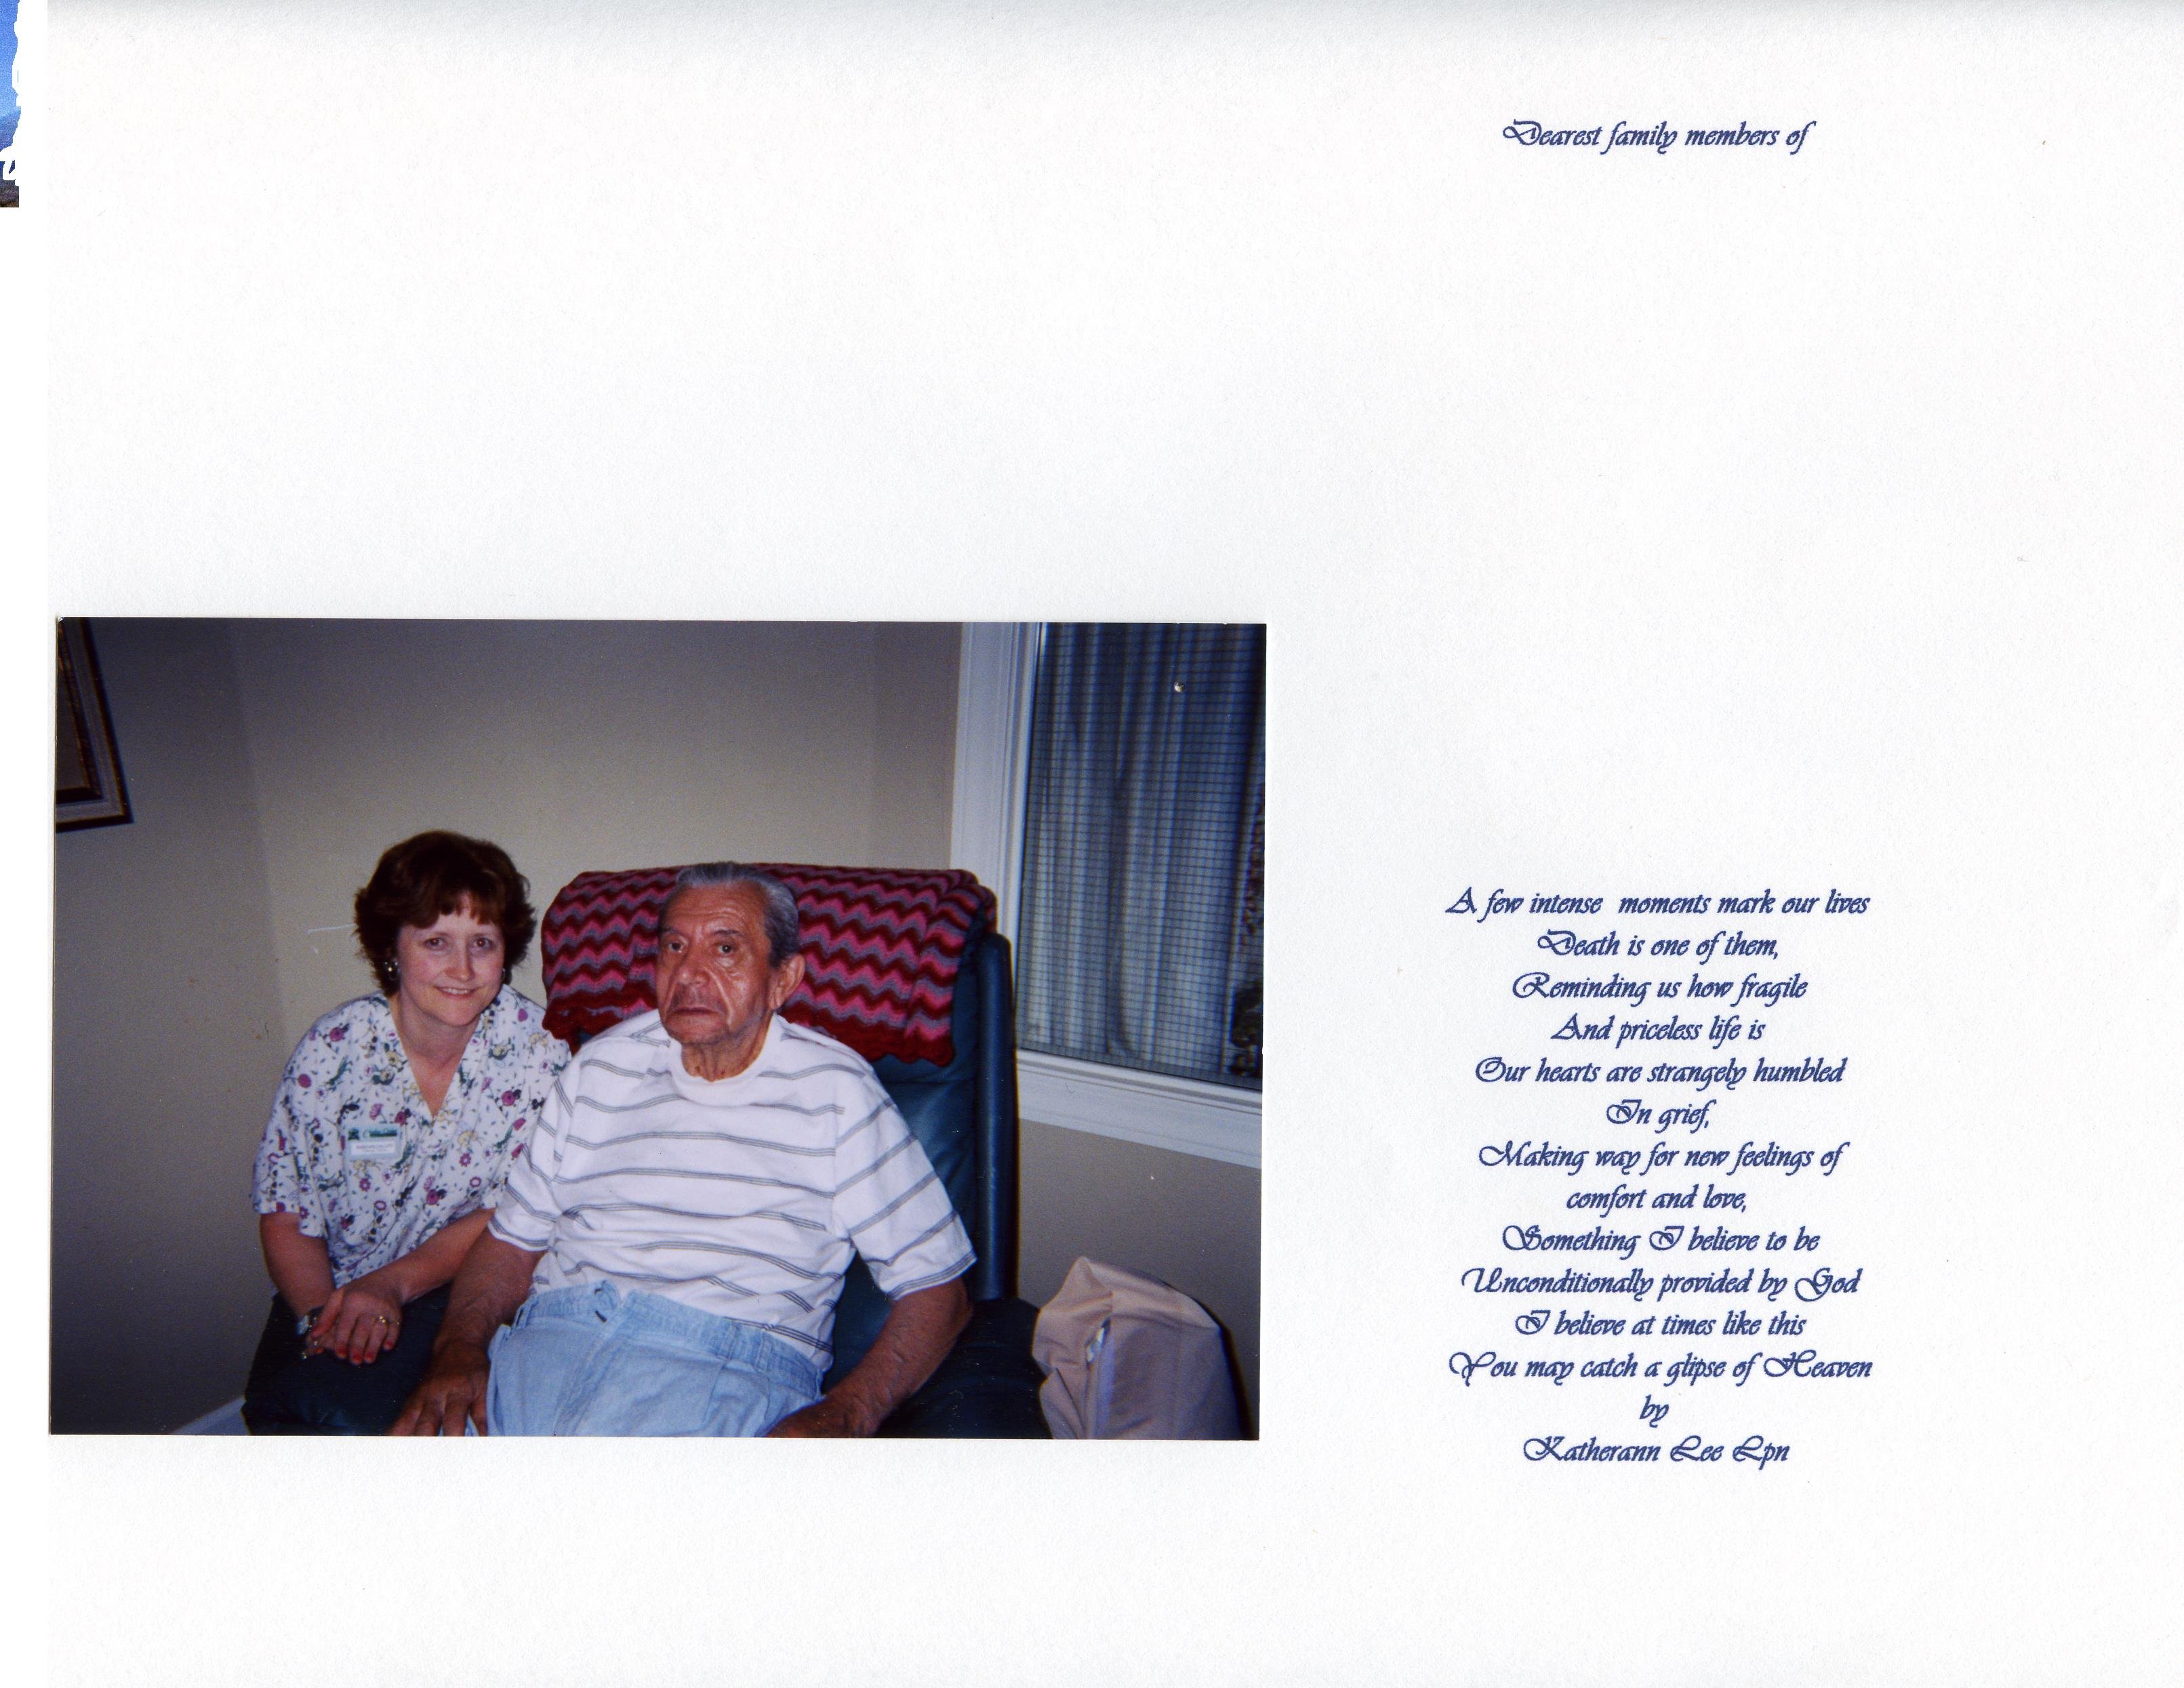 Dearest family members of
A few intense moments mark our lives
Death is one of them,
Reminding us how fragile
And priceless life is
Our hearts are strangely humbled
In grief,
Making way for new feelings of
comfort and love,
Something I believe to be
Unconditionally provided by God
I believe at times like this
You may catch a glipse of Heaven
by
Katherann Lee Lpn